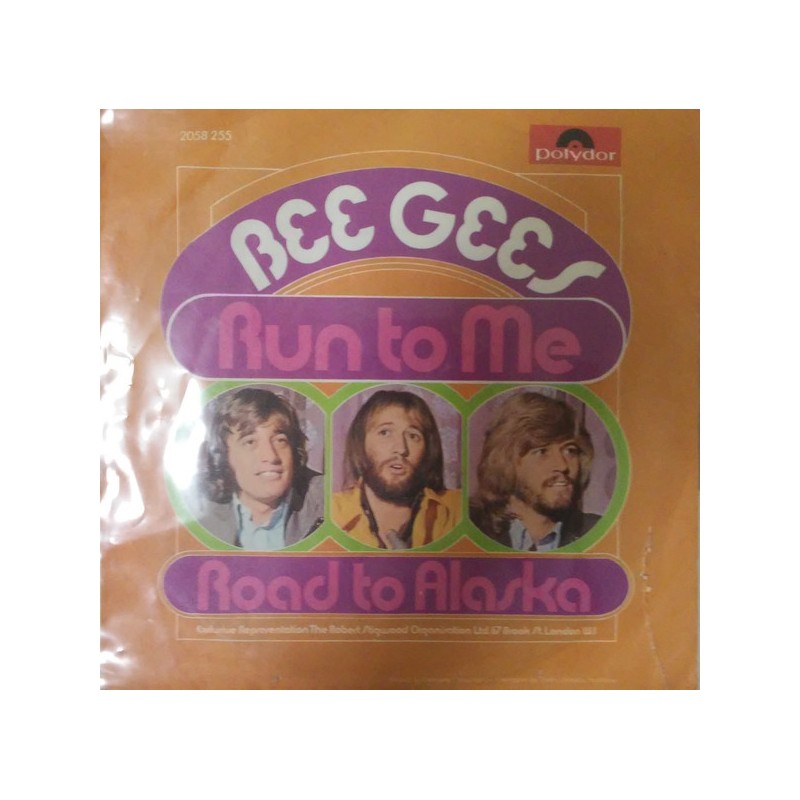 2058 255
polydor
BEE GEES
Run to Me
Road to Alaska
Exclusive Representation The Robert Stigwood Organisation Ltd 67 Brook St. London W1